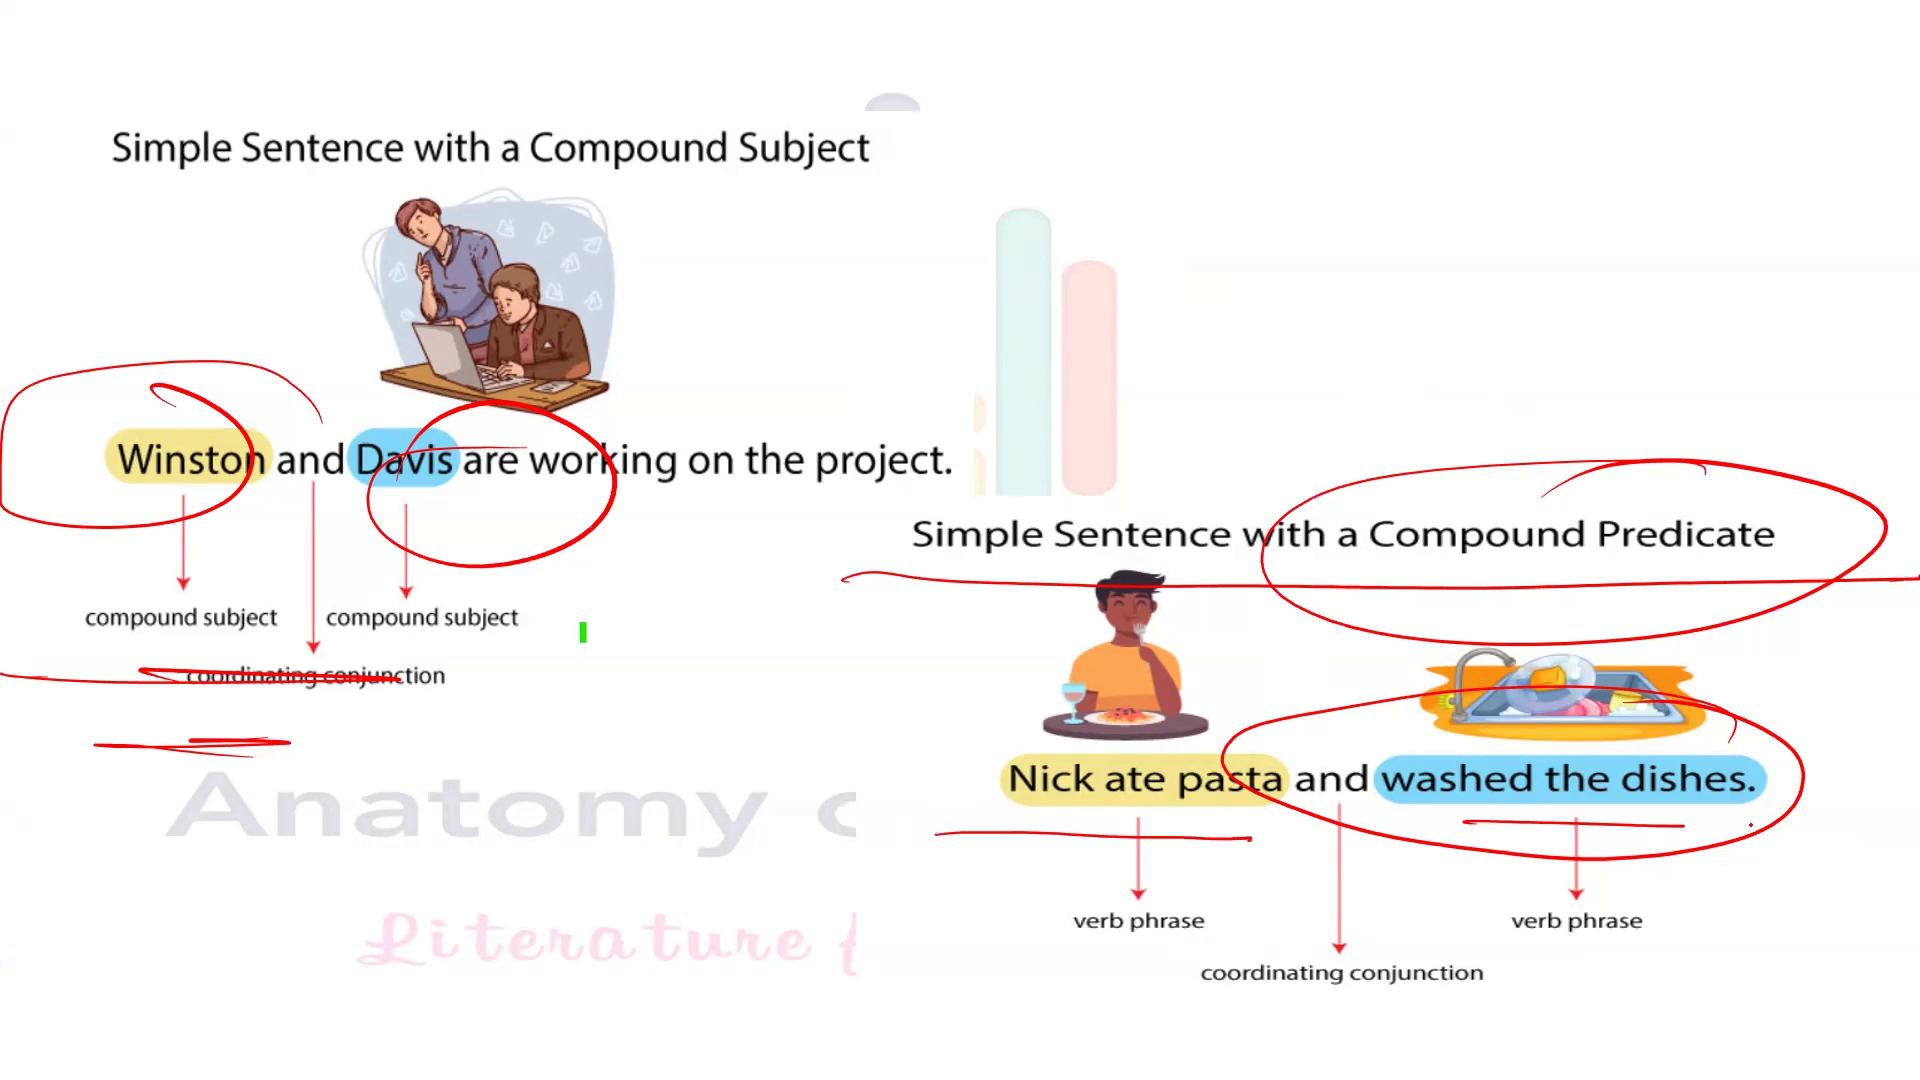 Simple Sentence with a Compound Subject
Winston and Davis are working on the project.
compound subject compound subject
coordinating conjunction
Simple Sentence with a Compound Predicate
Nick ate pasta and washed the dishes.
verb phrase verb phrase
coordinating conjunction
Anatomy
Literature